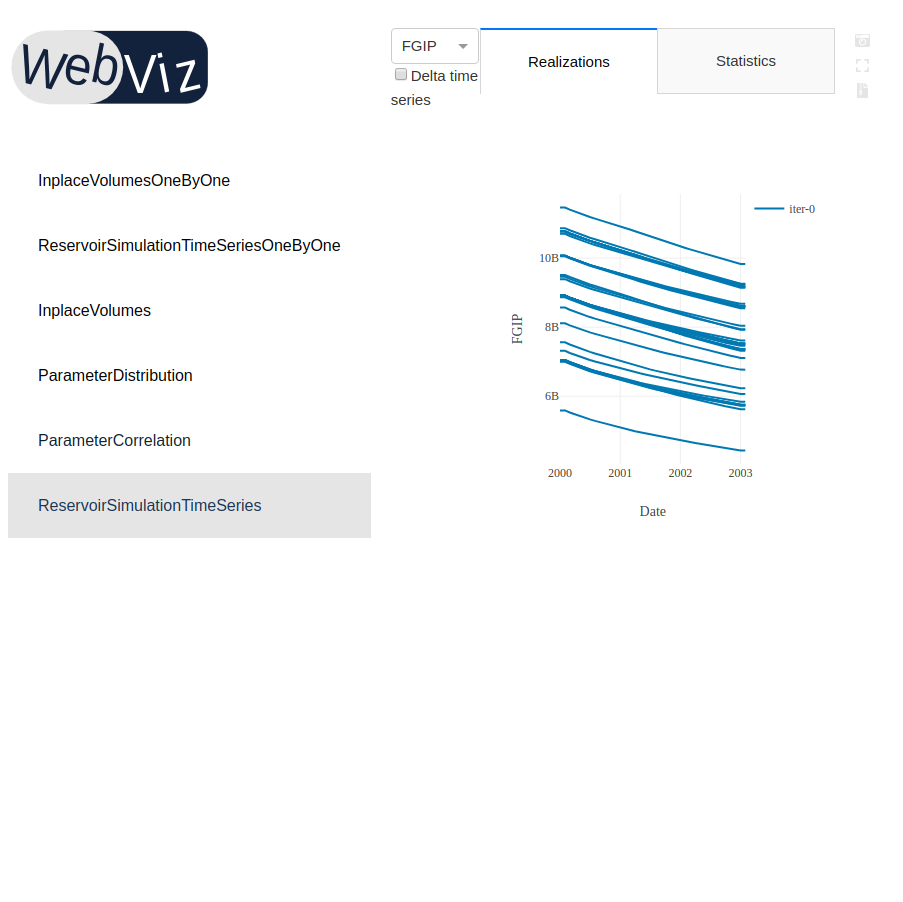 WebViz
FGIP
Delta time
series
Realizations
Statistics
InplaceVolumesOneByOne
ReservoirSimulationTimeSeriesOneByOne
InplaceVolumes
ParameterDistribution
ParameterCorrelation
ReservoirSimulationTimeSeries
iter-0
10B
8B
6B
FGIP
2000 2001 2002 2003
Date